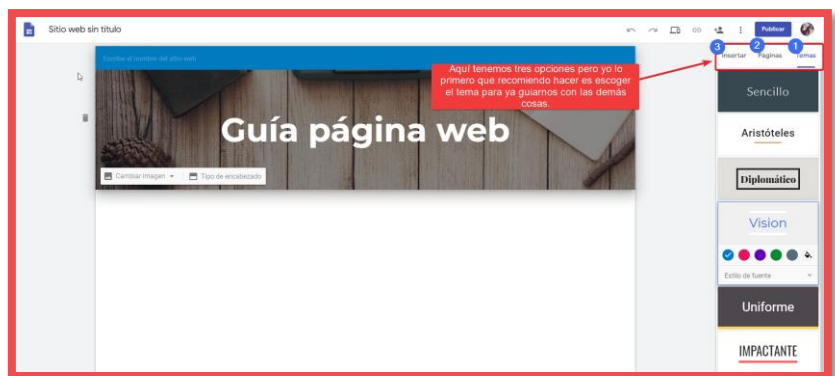 Sitio web sin título
Publicar
Escribe el nombre del sitio web
3
2
1
Insertar
Páginas
Temas
Aquí tenemos tres opciones pero yo lo
primero que recomiendo hacer es escoger
el tema para ya guiarnos con las demás
cosas.
Guía página web
Cambiar imagen
Tipo de encabezado
Sencillo
Aristóteles
Diplomático
Vision
Estilo de fuente
Uniforme
IMPACTANTE